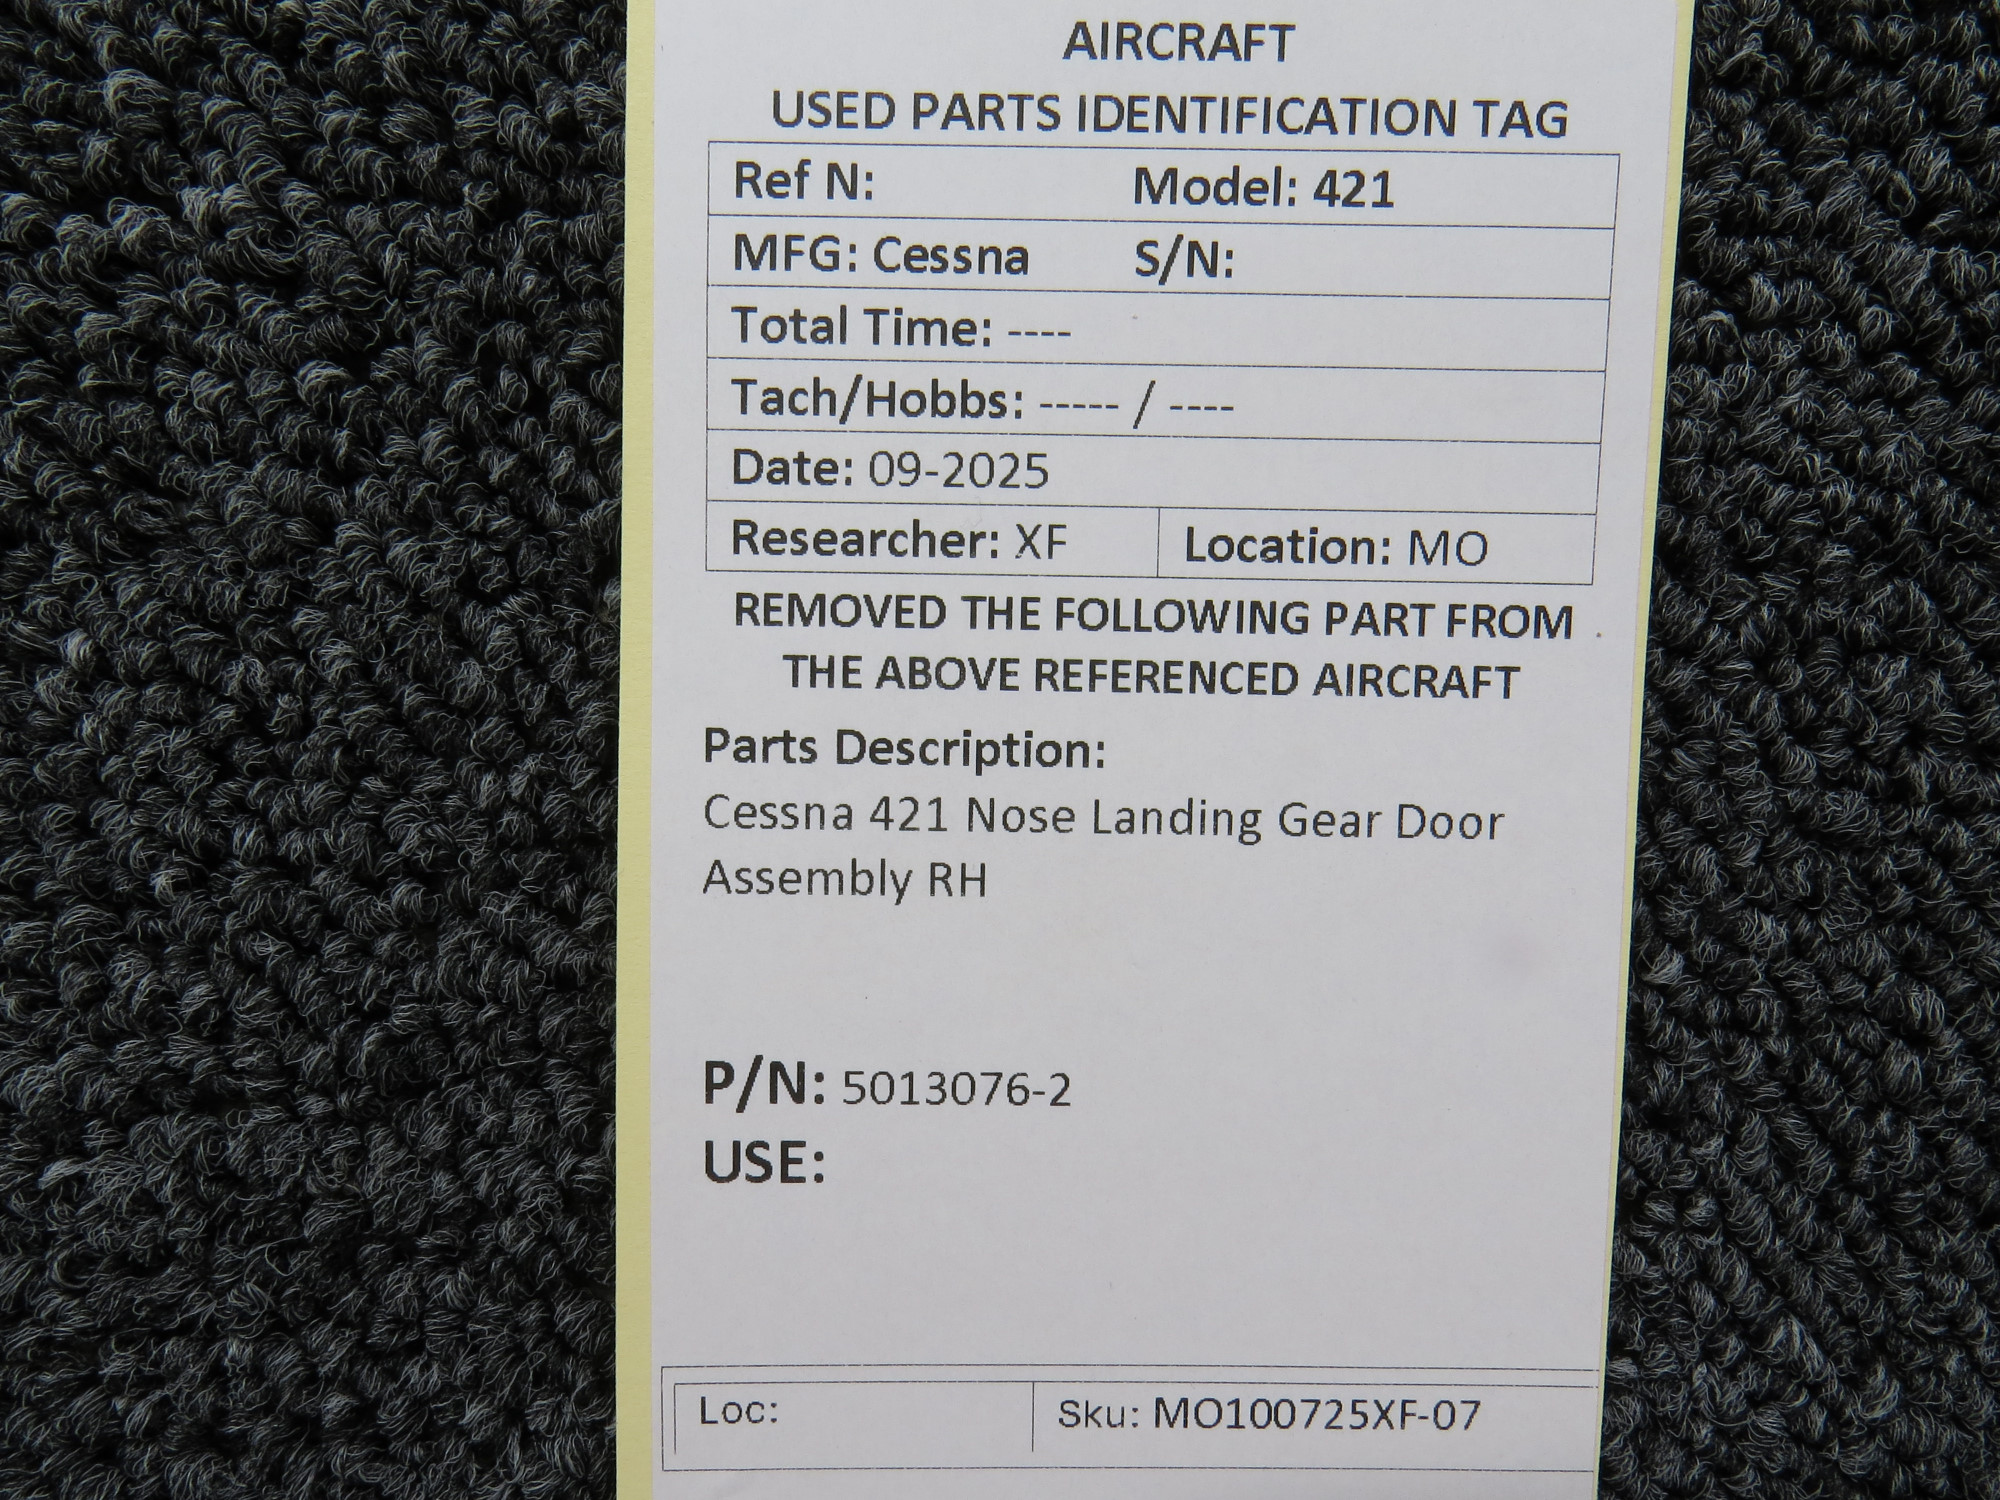 AIRCRAFT
USED PARTS IDENTIFICATION TAG
Ref N: Model: 421
MFG: Cessna S/N:
Total Time: ----
Tach/Hobbs: ----- / ----
Date: 09-2025
Researcher: XF Location: MO
REMOVED THE FOLLOWING PART FROM
THE ABOVE REFERENCED AIRCRAFT
Parts Description:
Cessna 421 Nose Landing Gear Door
Assembly RH
P/N: 5013076-2
USE:
Loc: Sku: MO100725XF-07